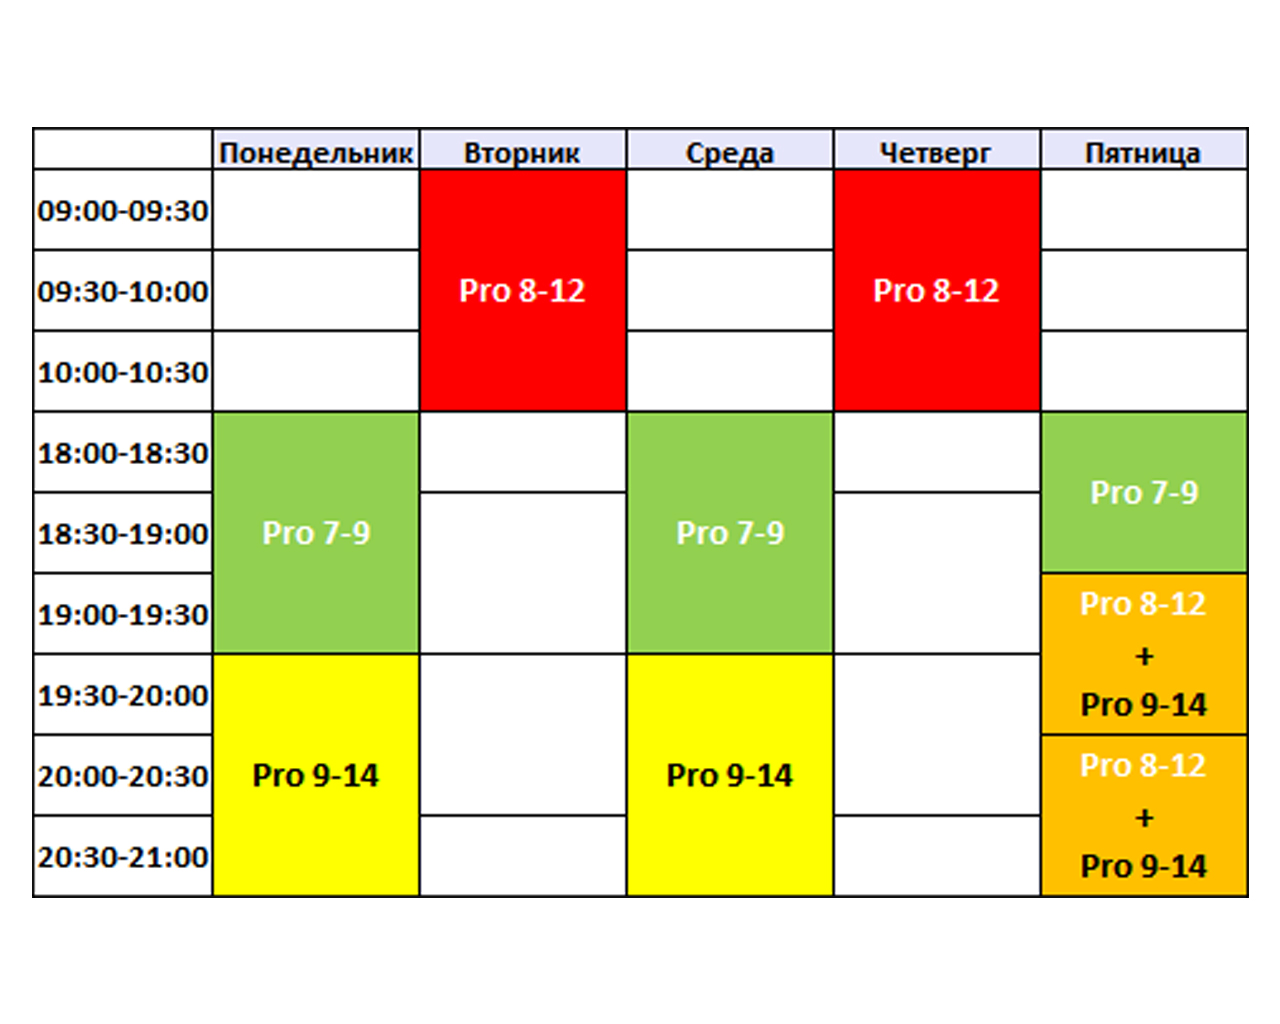 Понедельник Вторник Среда Четверг Пятница
09:00-09:30
09:30-10:00 Pro 8-12 Pro 8-12
10:00-10:30
18:00-18:30
Pro 7-9
18:30-19:00 Pro 7-9 Pro 7-9
19:00-19:30 Pro 8-12
+
19:30-20:00 Pro 9-14
20:00-20:30 Pro 9-14 Pro 9-14 Pro 8-12
+
20:30-21:00 Pro 9-14